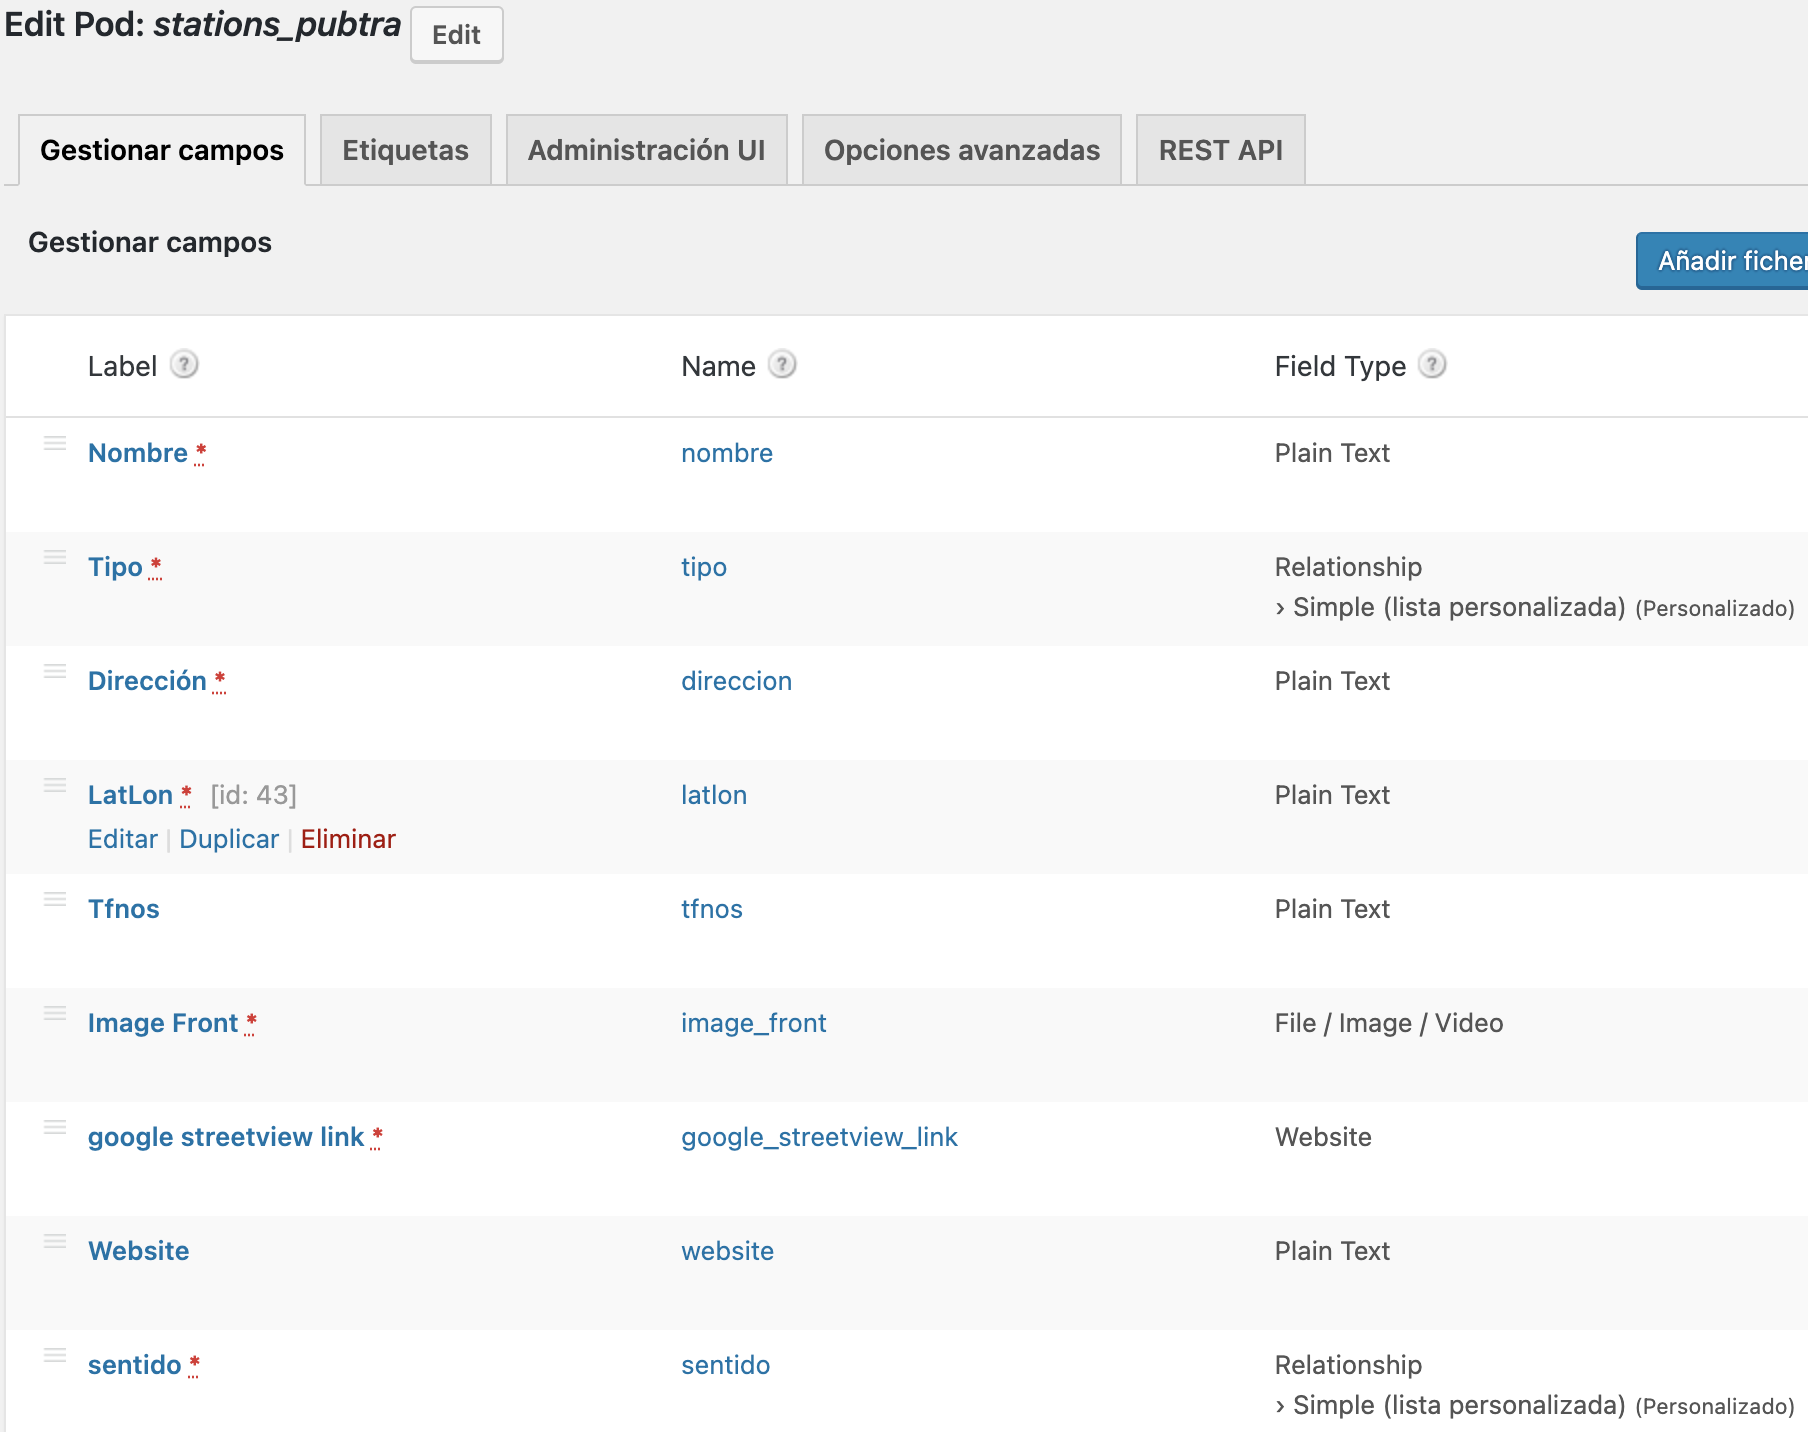 Edit Pod: stations_pubtra Edit
Gestionar campos Etiquetas Administración UI Opciones avanzadas REST API
Gestionar campos
Añadir ficher
Label ? Name ? Field Type ?
Nombre * nombre Plain Text
Tipo * tipo Relationship
› Simple (lista personalizada) (Personalizado)
Dirección * direccion Plain Text
LatLon * [id: 43] latlon Plain Text
Editar | Duplicar | Eliminar
Tfnos tfnos Plain Text
Image Front * image_front File / Image / Video
google streetview link * google_streetview_link Website
Website website Plain Text
sentido * sentido Relationship
› Simple (lista personalizada) (Personalizado)